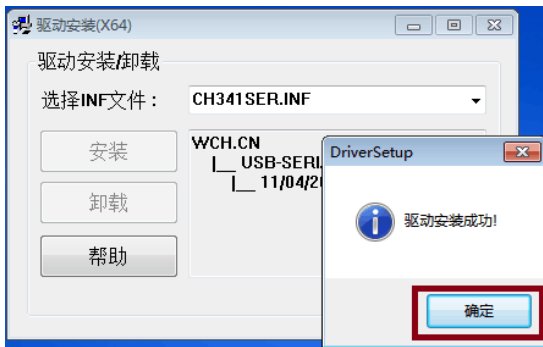 驱动安装(X64)
驱动安装/卸载
选择INF文件：
CH341SER.INF
安装
卸载
帮助
WCH.CN
|__ USB-SERI
|__ 11/04/2
DriverSetup
驱动安装成功!
确定